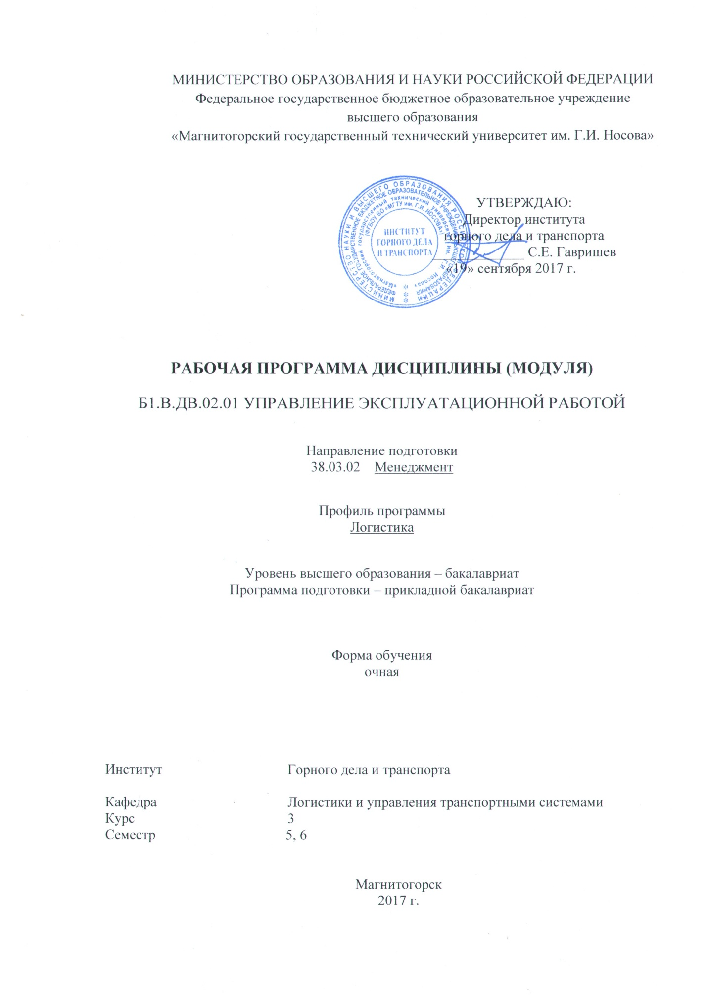 МИНИСТЕРСТВО ОБРАЗОВАНИЯ И НАУКИ РОССИЙСКОЙ ФЕДЕРАЦИИ
Федеральное государственное бюджетное образовательное учреждение
высшего образования
«Магнитогорский государственный технический университет им. Г.И. Носова»
УТВЕРЖДАЮ:
Директор института
горного дела и транспорта
С.Е. Гавришев
«19» сентября 2017 г.
МИНИСТЕРСТВО НАУКИ И ВЫСШЕГО ОБРАЗОВАНИЯ РОССИЙСКОЙ ФЕДЕРАЦИИ
ФЕДЕРАЛЬНОЕ ГОСУДАРСТВЕННОЕ БЮДЖЕТНОЕ ОБРАЗОВАТЕЛЬНОЕ УЧРЕЖДЕНИЕ ВЫСШЕГО ОБРАЗОВАНИЯ
«Магнитогорский государственный технический университет им. Г.И. Носова»
(ФГБОУ ВО «МГТУ им. Г.И. НОСОВА»)
ИНСТИТУТ
ГОРНОГО ДЕЛА
И ТРАНСПОРТА
РАБОЧАЯ ПРОГРАММА ДИСЦИПЛИНЫ (МОДУЛЯ)
Б1.В.ДВ.02.01 УПРАВЛЕНИЕ ЭКСПЛУАТАЦИОННОЙ РАБОТОЙ
Направление подготовки
38.03.02 Менеджмент
Профиль программы
Логистика
Уровень высшего образования – бакалавриат
Программа подготовки – прикладной бакалавриат
Форма обучения
очная
Институт Горного дела и транспорта
Кафедра Логистики и управления транспортными системами
Курс 3
Семестр 5, 6
Магнитогорск
2017 г.